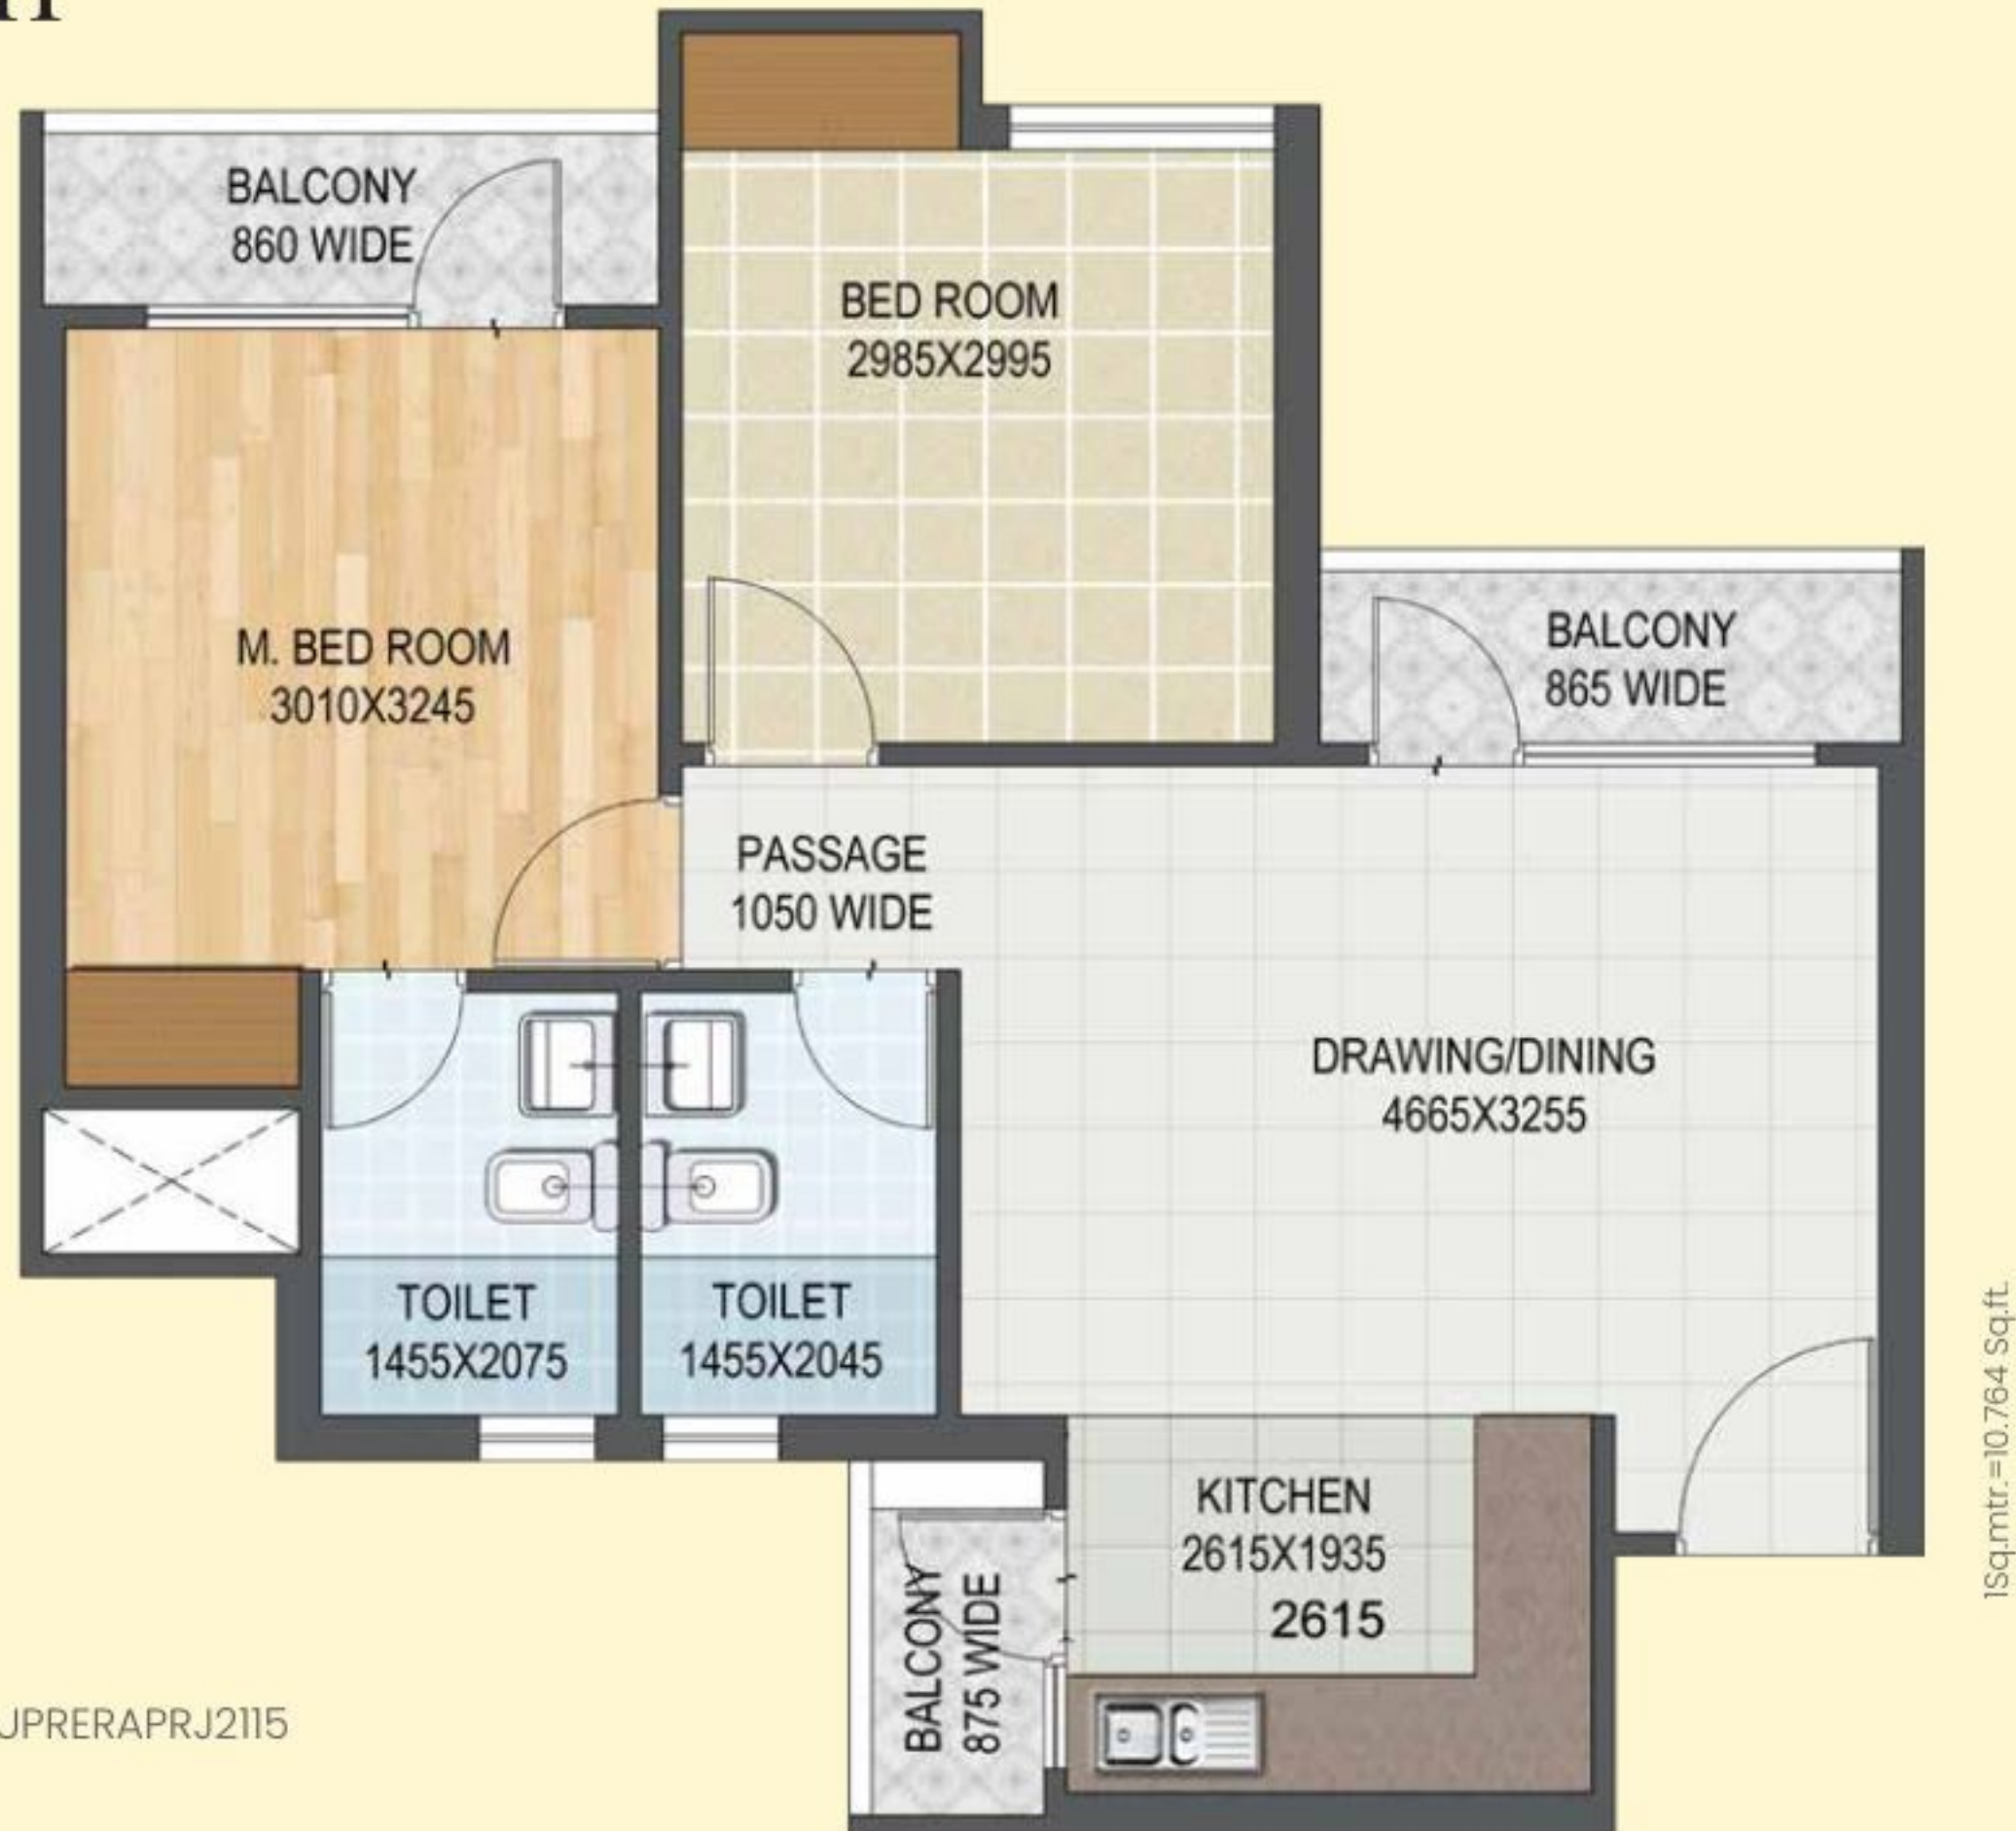 BALCONY
860 WIDE
BED ROOM
2985X2995
M. BED ROOM
3010X3245
BALCONY
865 WIDE
PASSAGE
1050 WIDE
DRAWING/DINING
4665X3255
TOILET
1455X2075
TOILET
1455X2045
KITCHEN
2615X1935
2615
BALCONY
875 WIDE
UPRERAPRJ2115
1Sq.mtr.=10.764 Sq.ft.